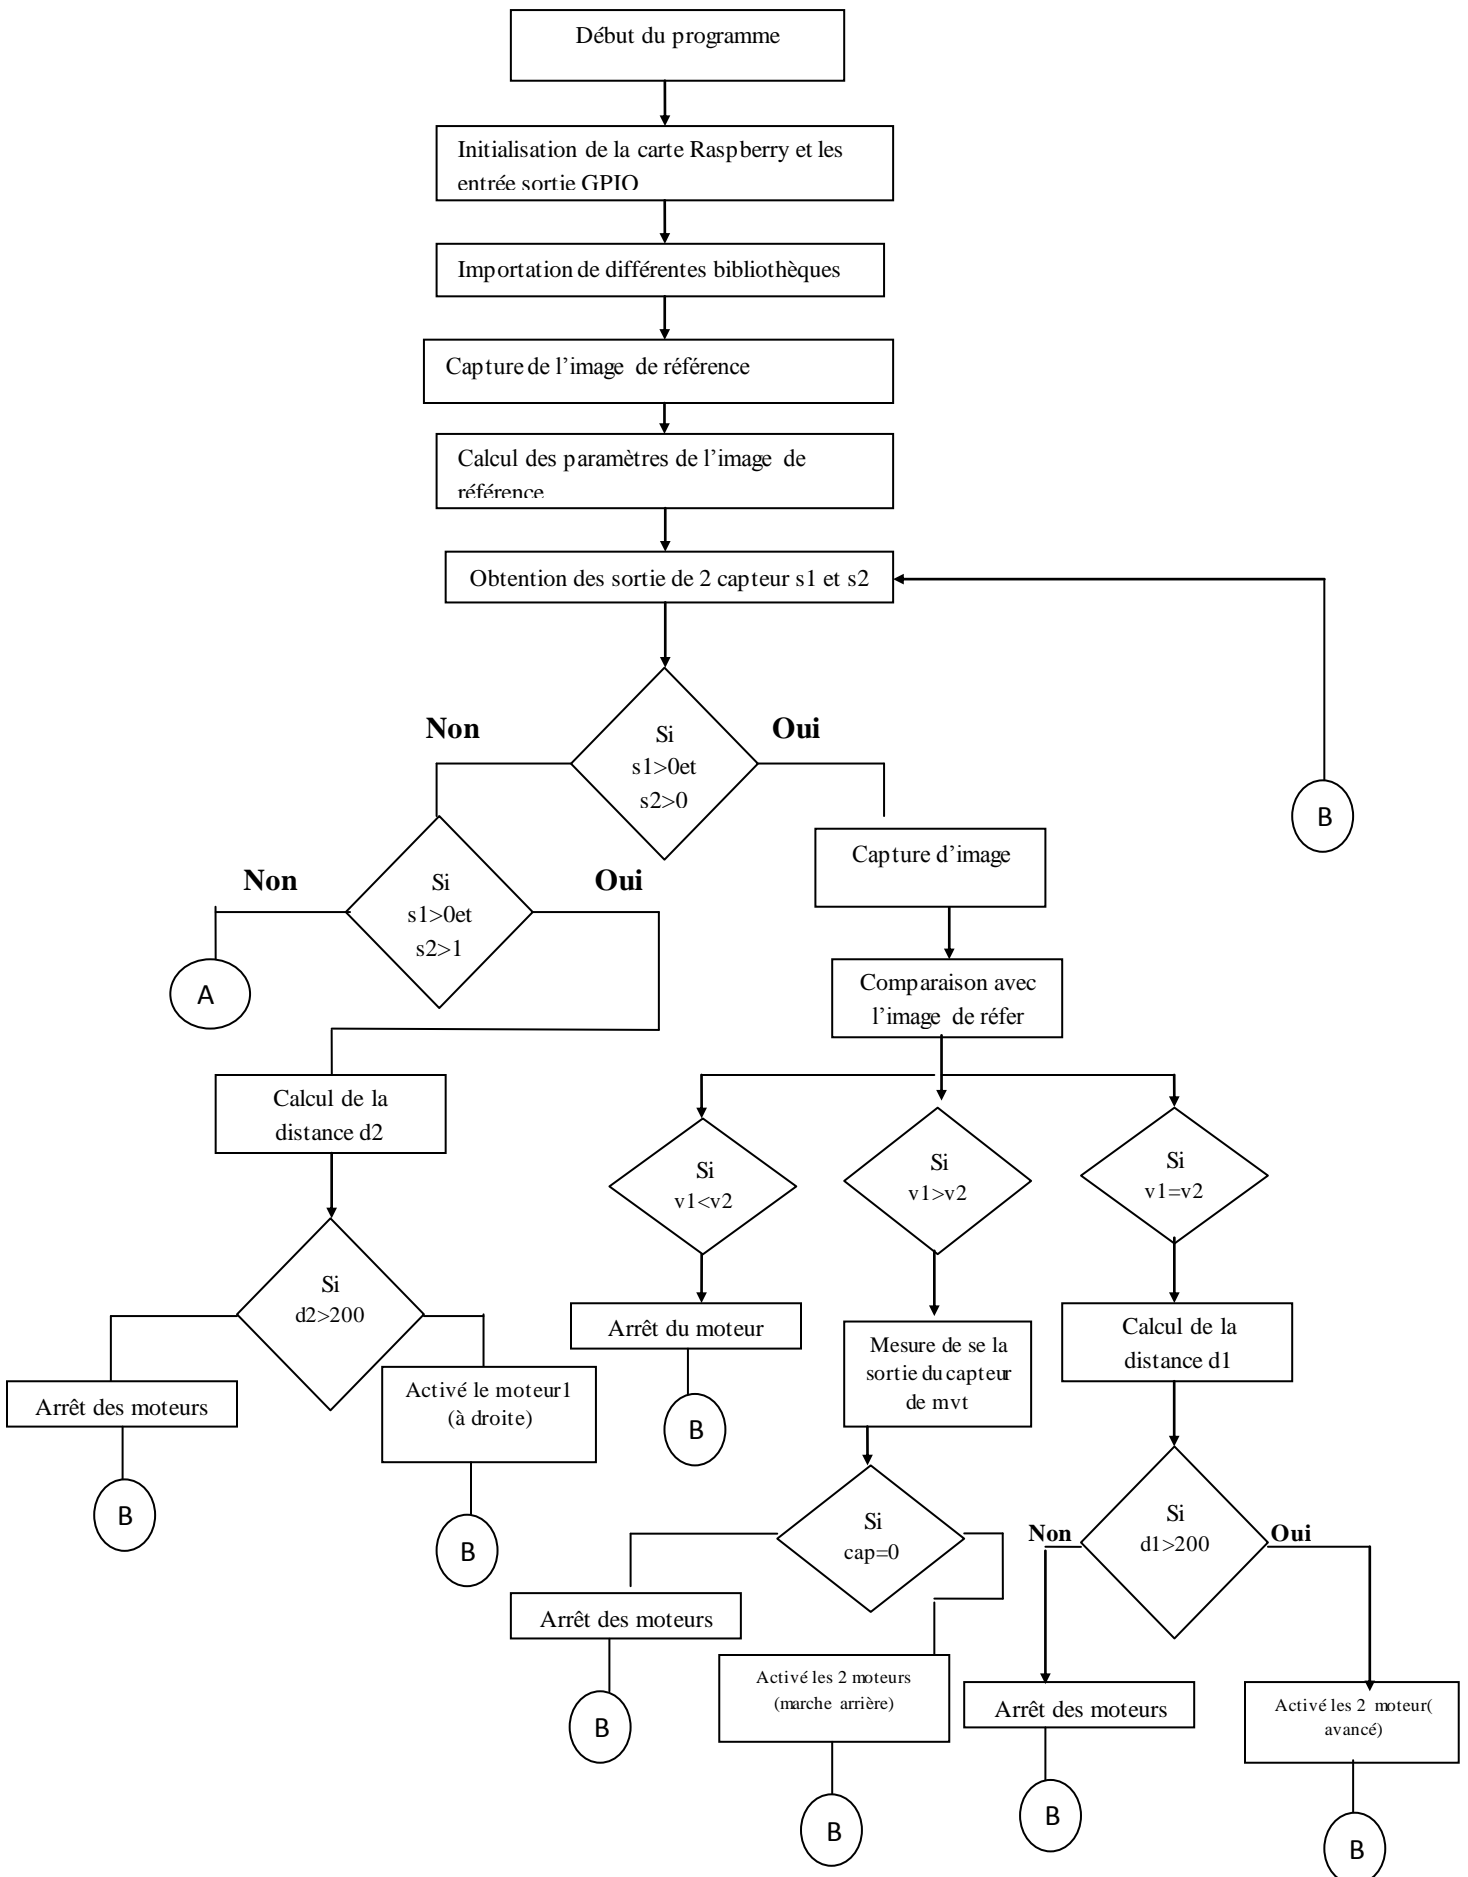 Début du programme
Initialisation de la carte Raspberry et les
entrée sortie GPIO
Importation de différentes bibliothèques
Capture de l’image de référence
Calcul des paramètres de l’image de
référence
Obtention des sortie de 2 capteur s1 et s2
Non
Oui
Si
s1>0et
s2>0
B
Capture d’image
Non
Oui
Si
s1>0et
s2>1
A
Comparaison avec
l’image de réfer
Calcul de la
distance d2
Si
v1<v2
Si
v1>v2
Si
v1=v2
Si
d2>200
Arrêt du moteur
Mesure de se la
sortie du capteur
de mvt
Calcul de la
distance d1
Arrêt des moteurs
Activé le moteur1
(à droite)
B
B
B
Si
cap=0
Non
Si
d1>200
Oui
Arrêt des moteurs
Activé les 2 moteurs
(marche arrière)
Arrêt des moteurs
Activé les 2 moteur(
avancé)
B
B
B
B